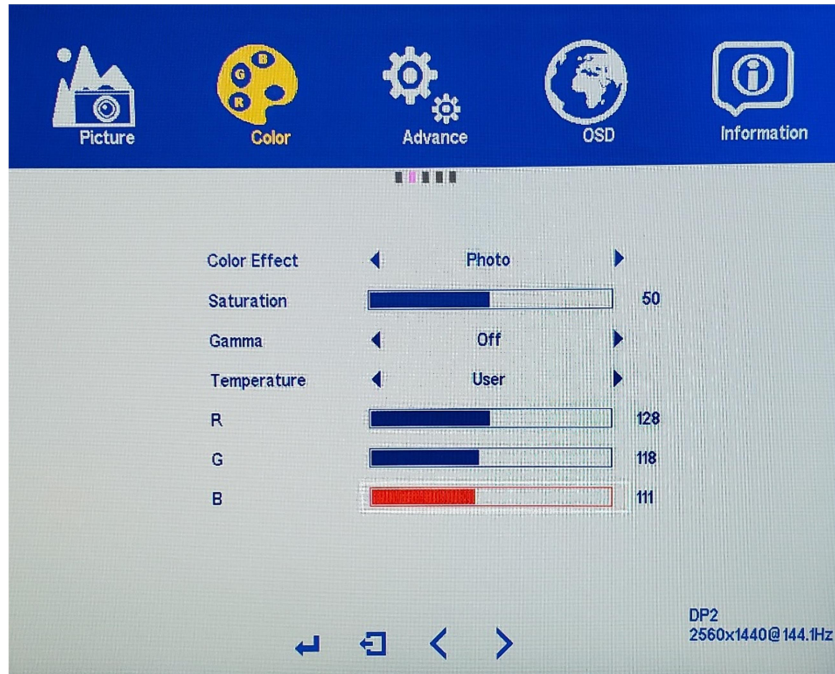 B
G
R
Picture Color Advance OSD Information
Color Effect Photo
Saturation 50
Gamma Off
Temperature User
R 128
G 118
B 111
DP2
2560x1440@144.1Hz